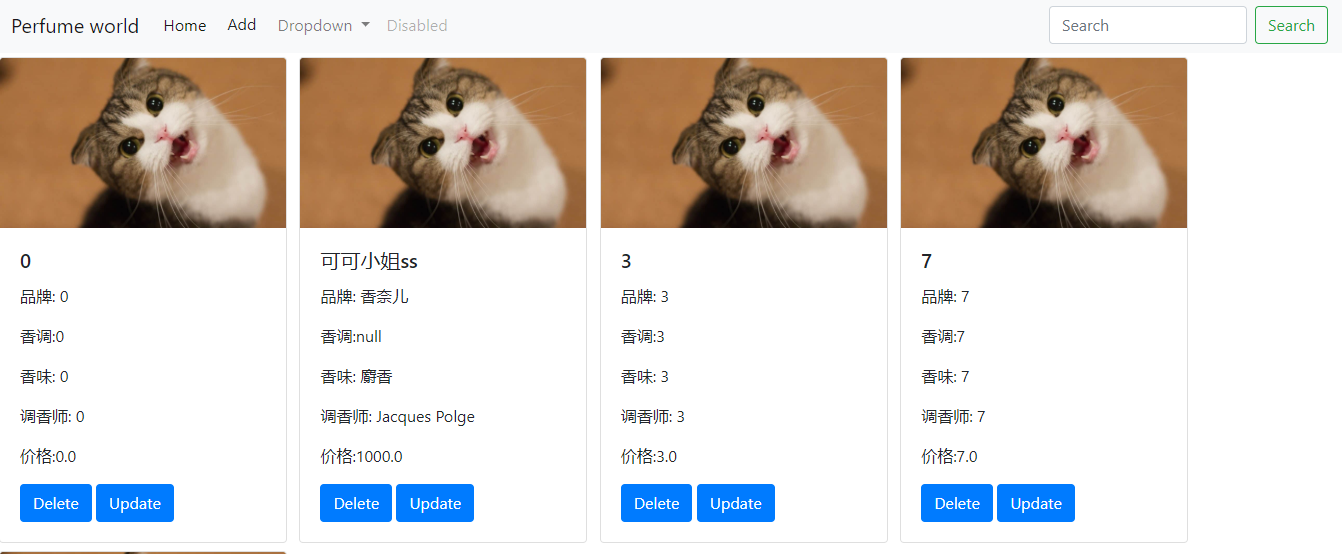 Perfume world Home Add Dropdown Disabled Search Search
0
品牌: 0
香调:0
香味: 0
调香师: 0
价格:0.0
Delete Update
可可小姐ss
品牌: 香奈儿
香调:null
香味: 麝香
调香师: Jacques Polge
价格:1000.0
Delete Update
3
品牌: 3
香调:3
香味: 3
调香师: 3
价格:3.0
Delete Update
7
品牌: 7
香调:7
香味: 7
调香师: 7
价格:7.0
Delete Update